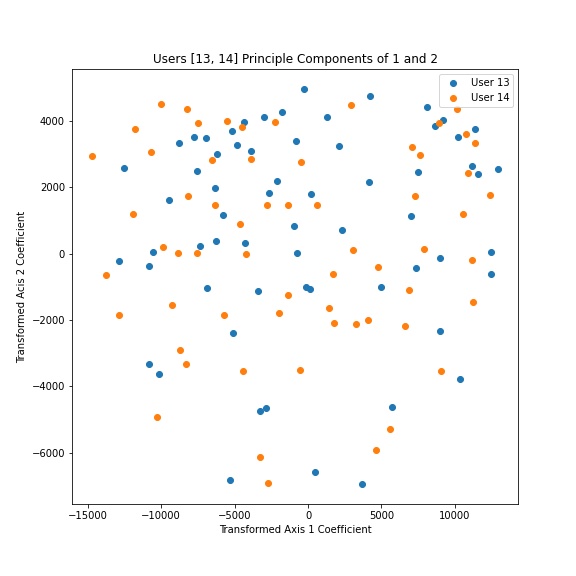 Users [13, 14] Principle Components of 1 and 2
User 13
User 14
4000
2000
0
−2000
−4000
−6000
Transformed Acis 2 Coefficient
−15000 −10000 −5000 0 5000 10000
Transformed Axis 1 Coefficient